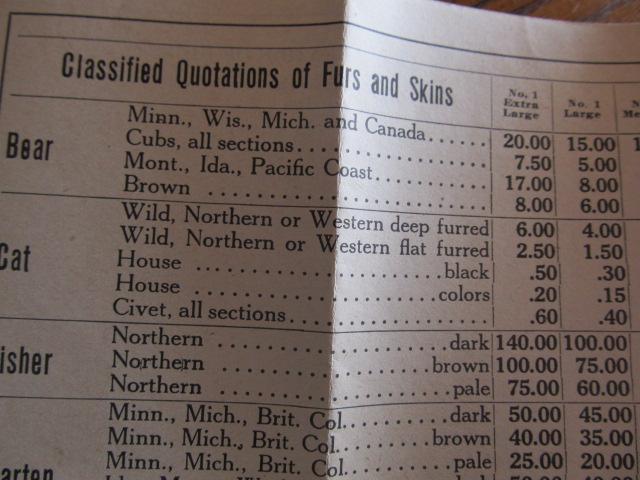 Classified Quotations of Furs and Skins
No. 1 Extra Large
No. 1 Large
Bear
Minn., Wis., Mich. and Canada...... 20.00 15.00
Cubs, all sections............ 7.50 5.00
Mont., Ida., Pacific Coast............ 17.00 8.00
Brown ............ 8.00 6.00
Cat
Wild, Northern or Western deep furred 6.00 4.00
Wild, Northern or Western flat furred 2.50 1.50
House ............black .50 .30
House ............colors .20 .15
Civet, all sections............ .60 .40
isher
Northern ............dark 140.00 100.00
Northern ............brown 100.00 75.00
Northern ............pale 75.00 60.00
arten
Minn., Mich., Brit. Col............dark 50.00 45.00
Minn., Mich., Brit. Col............brown 40.00 35.00
Minn., Mich., Brit. Col............pale 25.00 20.00